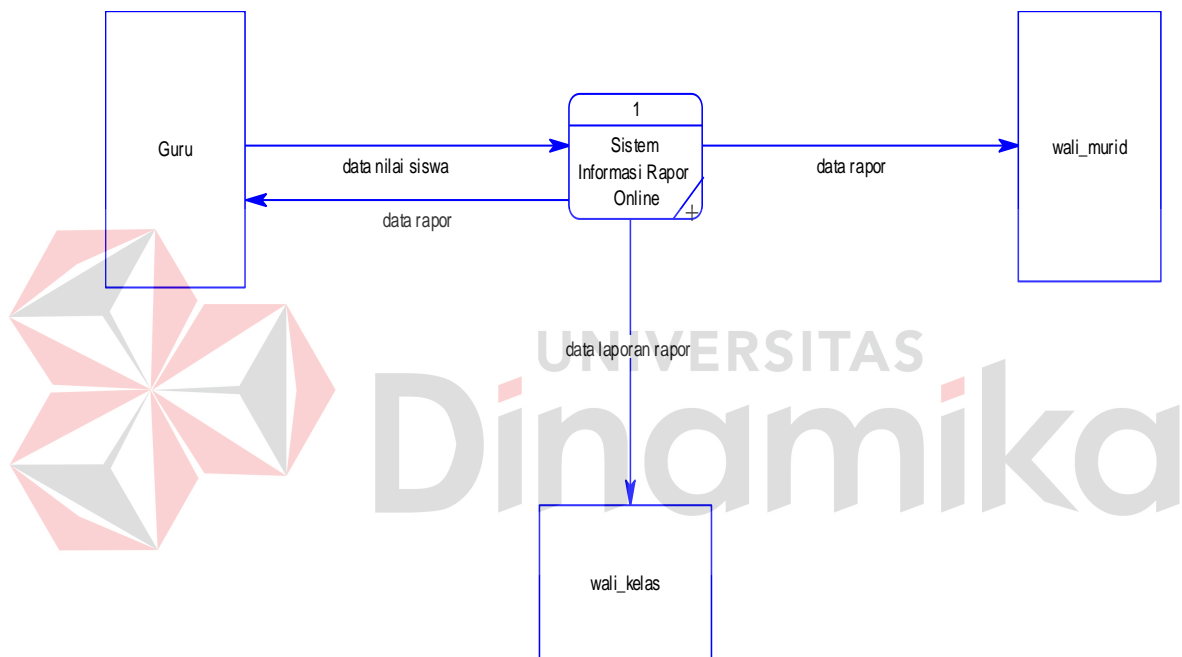 1
Guru
Sistem
Informasi Rapor
Online
wali_murid
data nilai siswa
data rapor
data rapor
data laporan rapor
UNIVERSITAS
Dinamika
wali_kelas